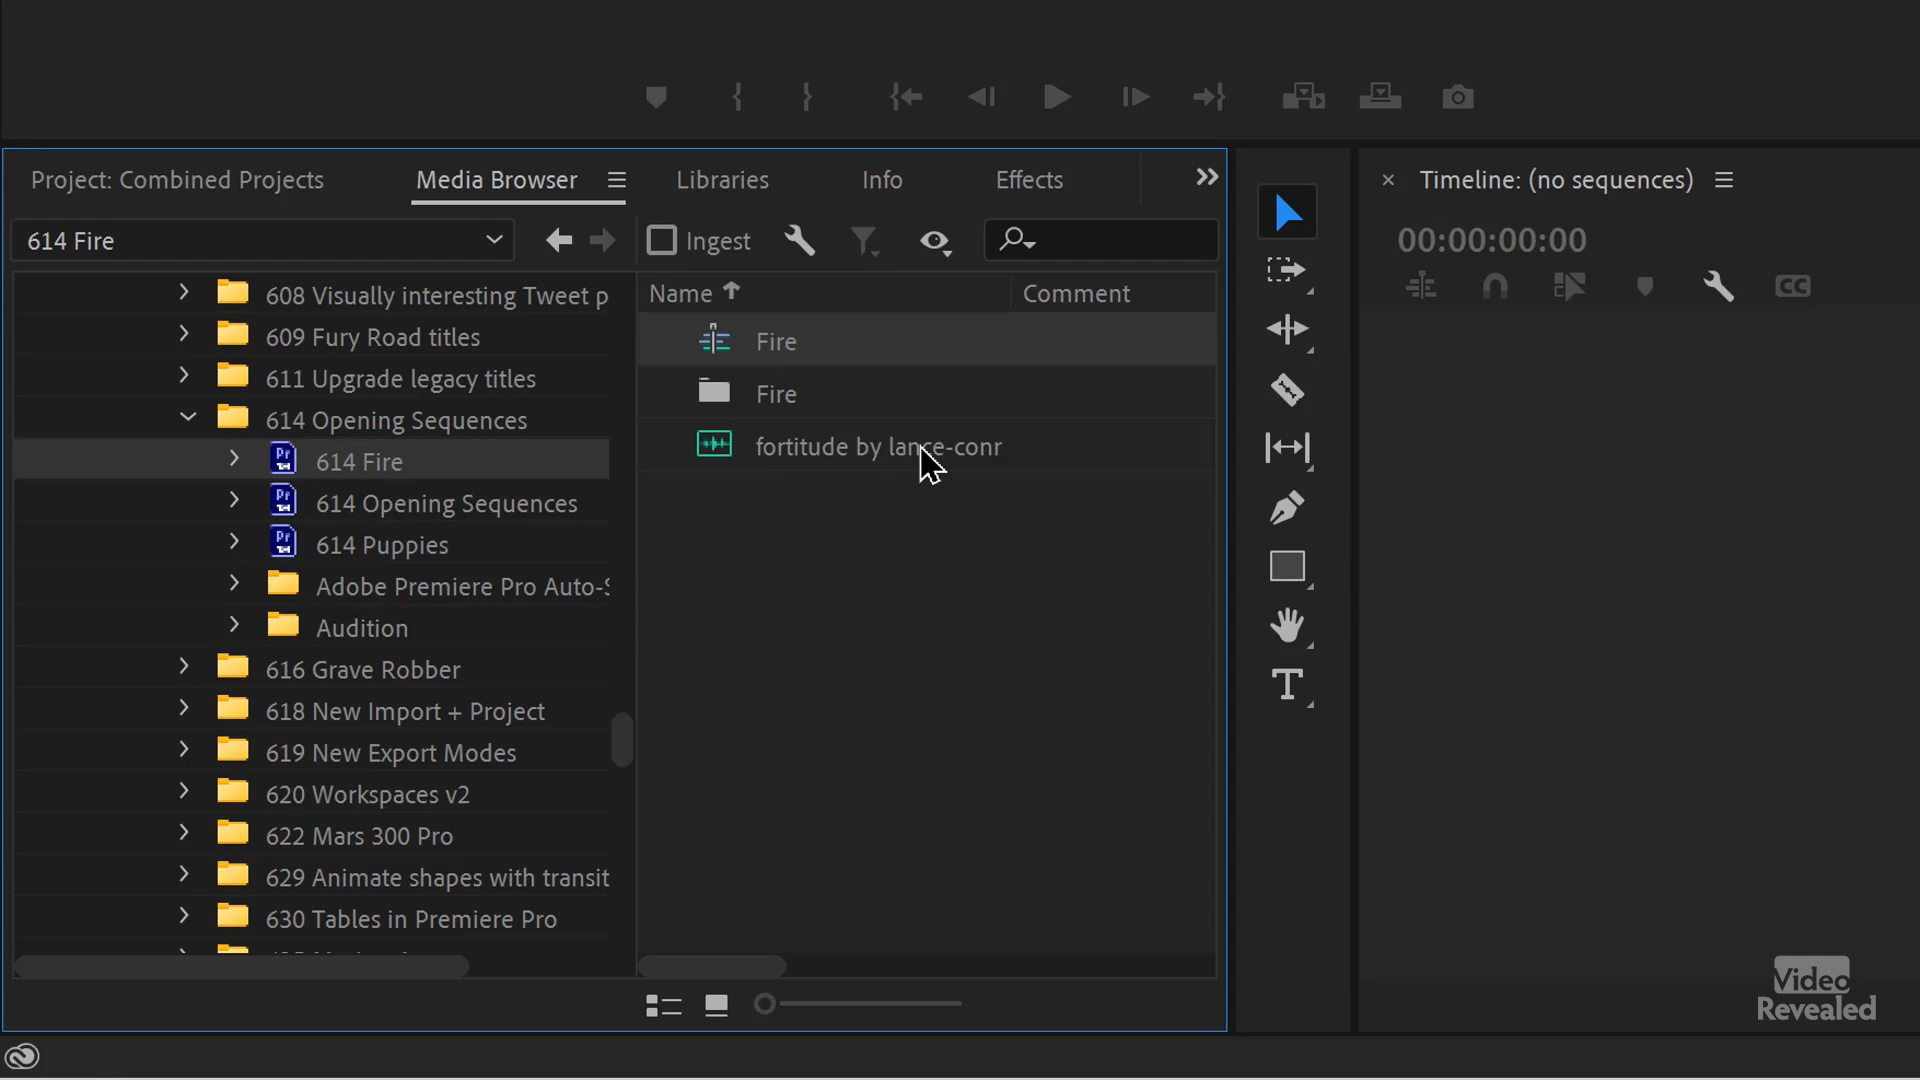 Project: Combined Projects
Media Browser
Libraries
Info
Effects
614 Fire
Ingest
Name
Comment
608 Visually interesting Tweet p
609 Fury Road titles
611 Upgrade legacy titles
614 Opening Sequences
Pr
614 Fire
Pr
614 Opening Sequences
Pr
614 Puppies
Adobe Premiere Pro Auto-S
Audition
616 Grave Robber
618 New Import + Project
619 New Export Modes
620 Workspaces v2
622 Mars 300 Pro
629 Animate shapes with transit
630 Tables in Premiere Pro
Fire
Fire
fortitude by lance-conr
T
Timeline: (no sequences)
00:00:00:00
CC
Video
Revealed